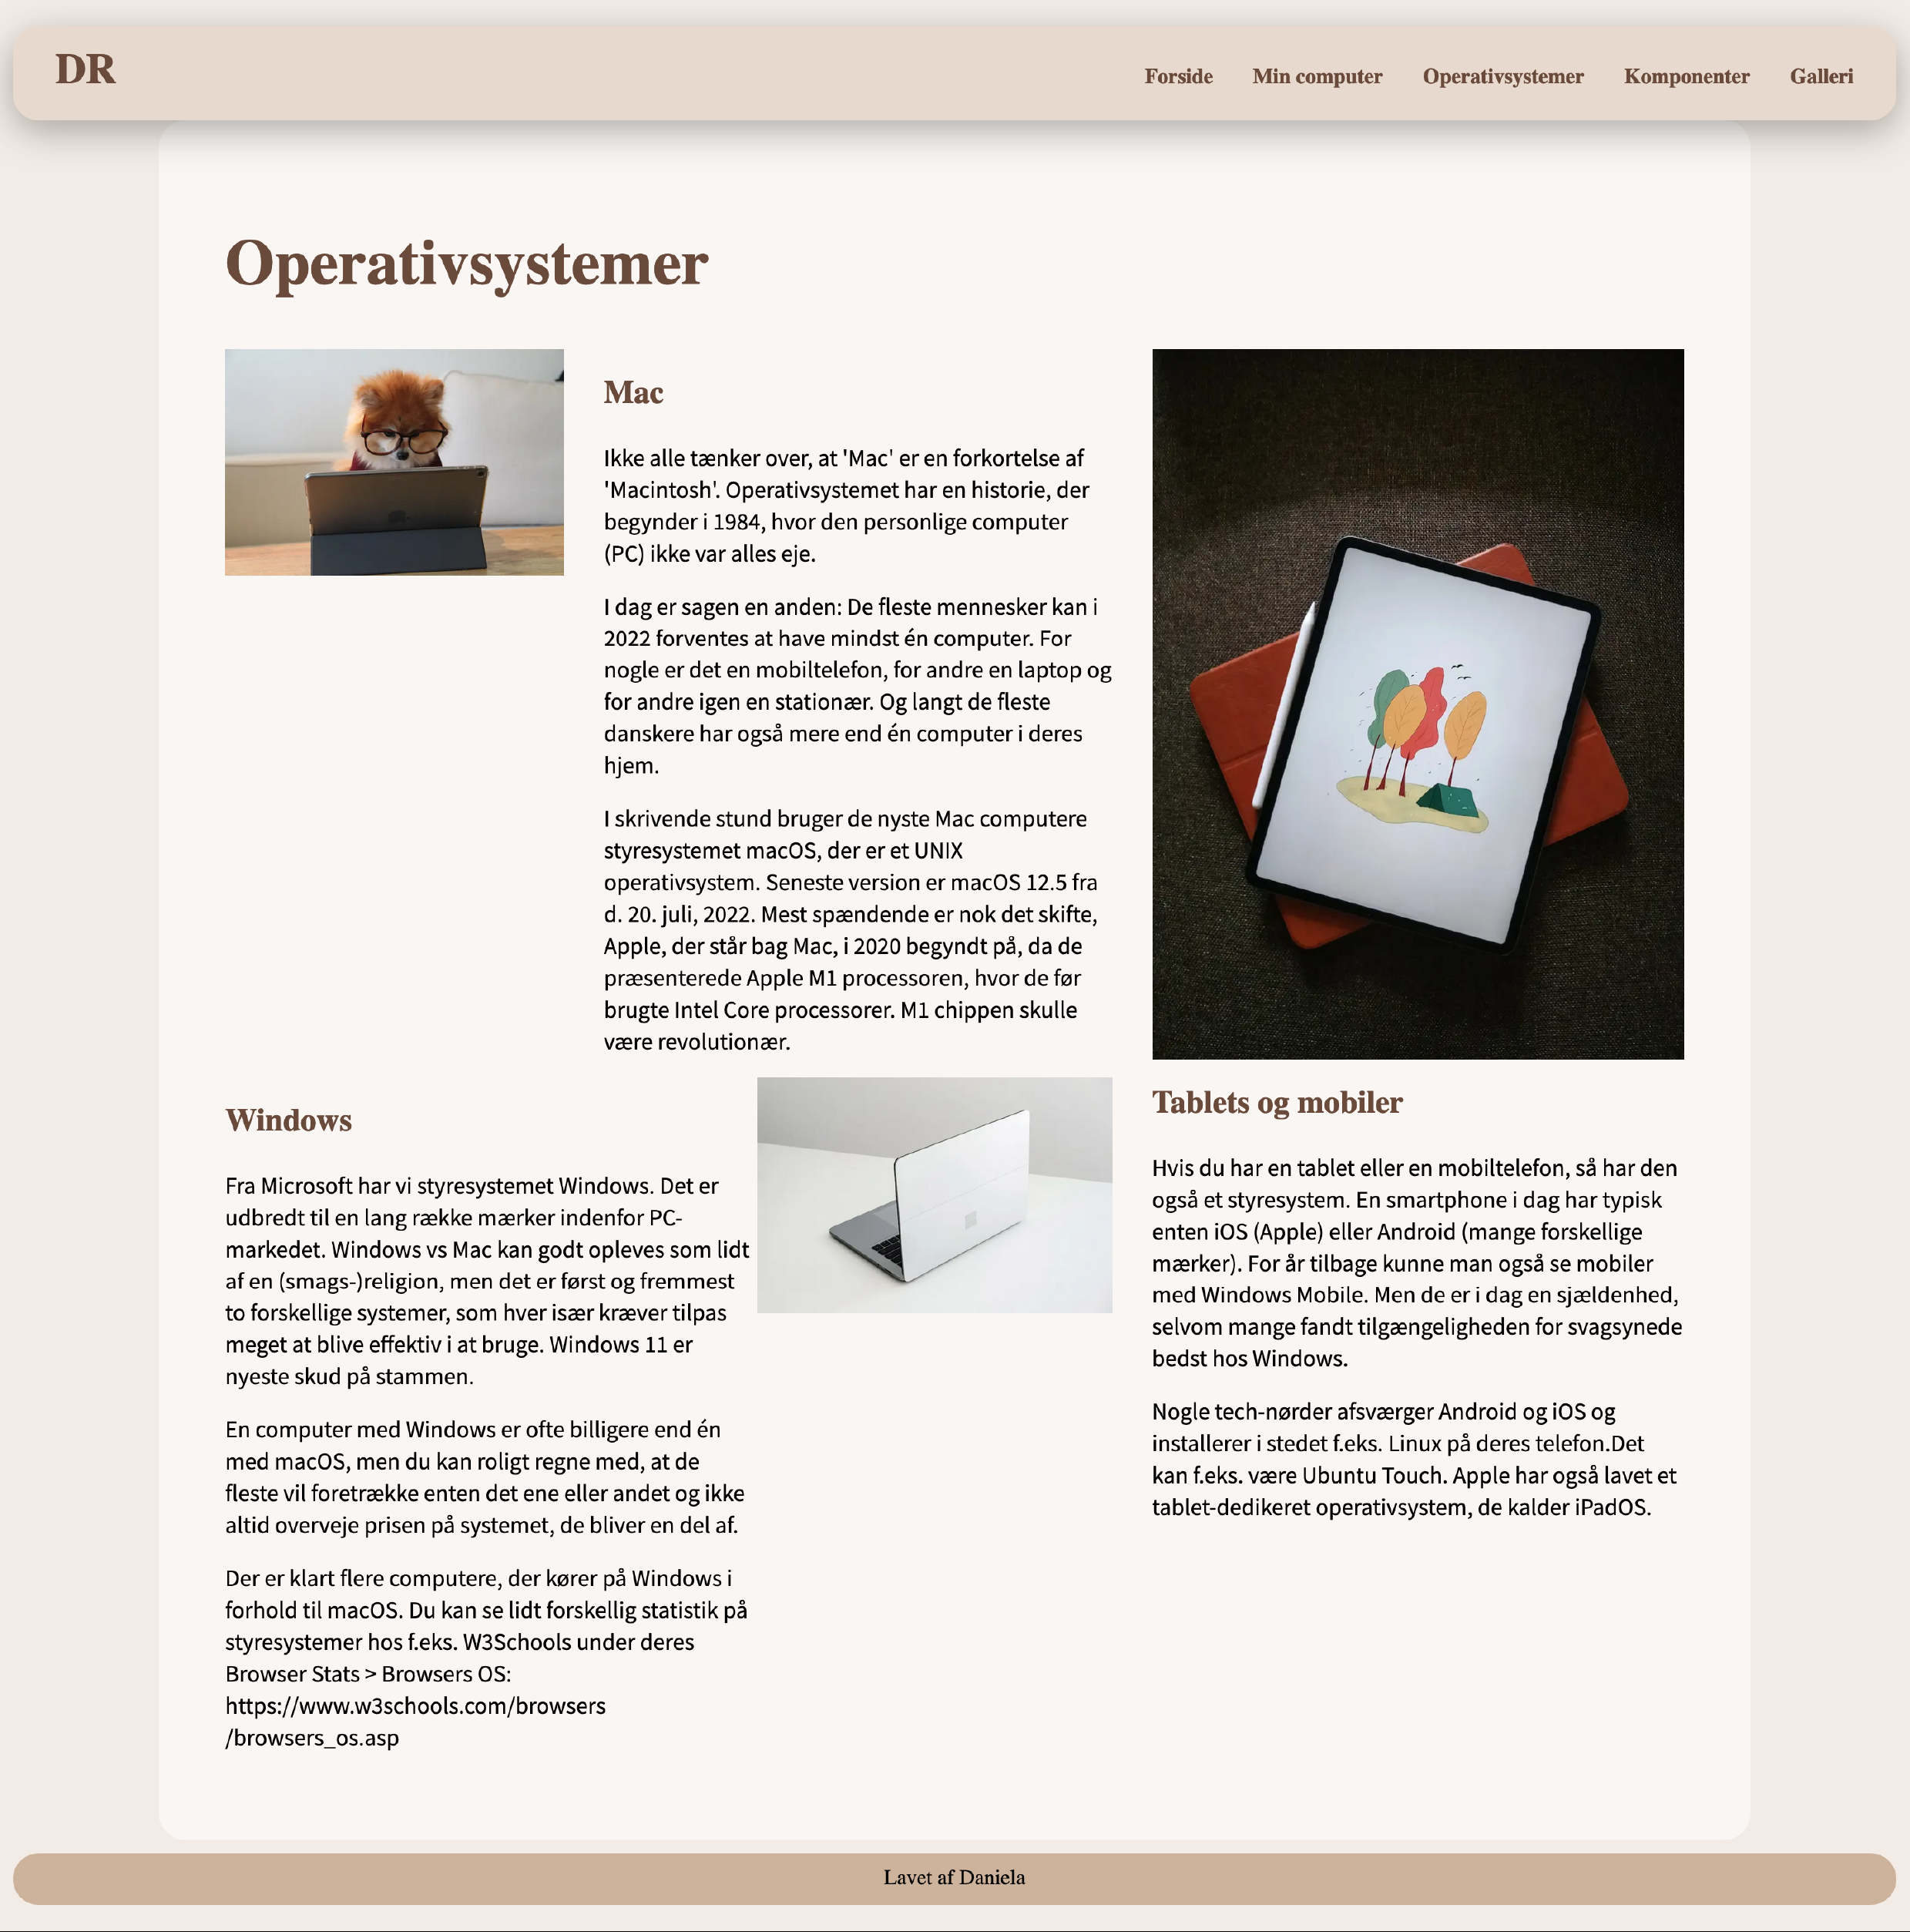 DR
Forside
Min computer
Operativsystemer
Komponenter
Galleri
Operativsystemer
Mac
Ikke alle tænker over, at 'Mac' er en forkortelse af
'Macintosh'. Operativsystemet har en historie, der
begynder i 1984, hvor den personlige computer
(PC) ikke var alles eje.
I dag er sagen en anden: De fleste mennesker kan i
2022 forventes at have mindst én computer. For
nogle er det en mobiltelefon, for andre en laptop og
for andre igen en stationær. Og langt de fleste
danskere har også mere end én computer i deres
hjem.
I skrivende stund bruger de nyste Mac computere
styresystemet macOS, der er et UNIX
operativsystem. Seneste version er macOS 12.5 fra
d. 20. juli, 2022. Mest spændende er nok det skifte,
Apple, der står bag Mac, i 2020 begyndt på, da de
præsenterede Apple M1 processoren, hvor de før
brugte Intel Core processorer. M1 chippen skulle
være revolutionær.
Windows
Fra Microsoft har vi styresystemet Windows. Det er
udbredt til en lang række mærker indenfor PC-
markedet. Windows vs Mac kan godt opleves som lidt
af en (smags-)religion, men det er først og fremmest
to forskellige systemer, som hver især kræver tilpas
meget at blive effektiv i at bruge. Windows 11 er
nyeste skud på stammen.
En computer med Windows er ofte billigere end én
med macOS, men du kan roligt regne med, at de
fleste vil foretrække enten det ene eller andet og ikke
altid overveje prisen på systemet, de bliver en del af.
Der er klart flere computere, der kører på Windows i
forhold til macOS. Du kan se lidt forskellig statistik på
styresystemer hos f.eks. W3Schools under deres
Browser Stats > Browsers OS:
https://www.w3schools.com/browsers
/browsers_os.asp
Tablets og mobiler
Hvis du har en tablet eller en mobiltelefon, så har den
også et styresystem. En smartphone i dag har typisk
enten iOS (Apple) eller Android (mange forskellige
mærker). For år tilbage kunne man også se mobiler
med Windows Mobile. Men de er i dag en sjældenhed,
selvom mange fandt tilgængeligheden for svagsynede
bedst hos Windows.
Nogle tech-nørder afsværger Android og iOS og
installerer i stedet f.eks. Linux på deres telefon.Det
kan f.eks. være Ubuntu Touch. Apple har også lavet et
tablet-dedikeret operativsystem, de kalder iPadOS.
Lavet af Daniela